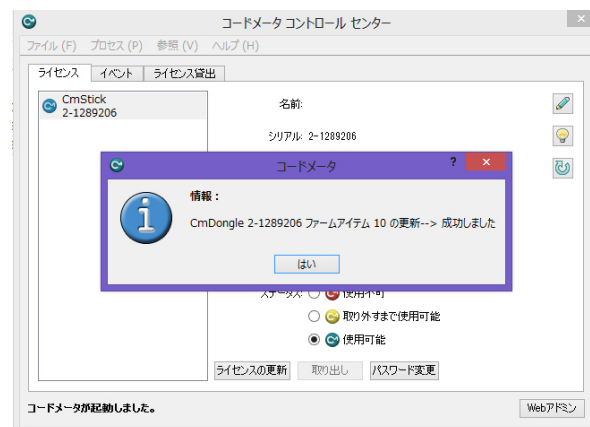 コードメータ コントロール センター
ファイル (F) プロセス (P) 参照 (V) ヘルプ (H)
ライセンス イベント ライセンス貸出
CmStick
2-1289206
名前:
シリアル: 2-1289206
コードメータ
情報：
CmDongle 2-1289206 ファームアイテム 10 の更新--> 成功しました
はい
ステータス: 使用不可
取り外すまで使用可能
使用可能
ライセンスの更新 取り出し パスワード変更
コードメータが起動しました。
Webアドミン